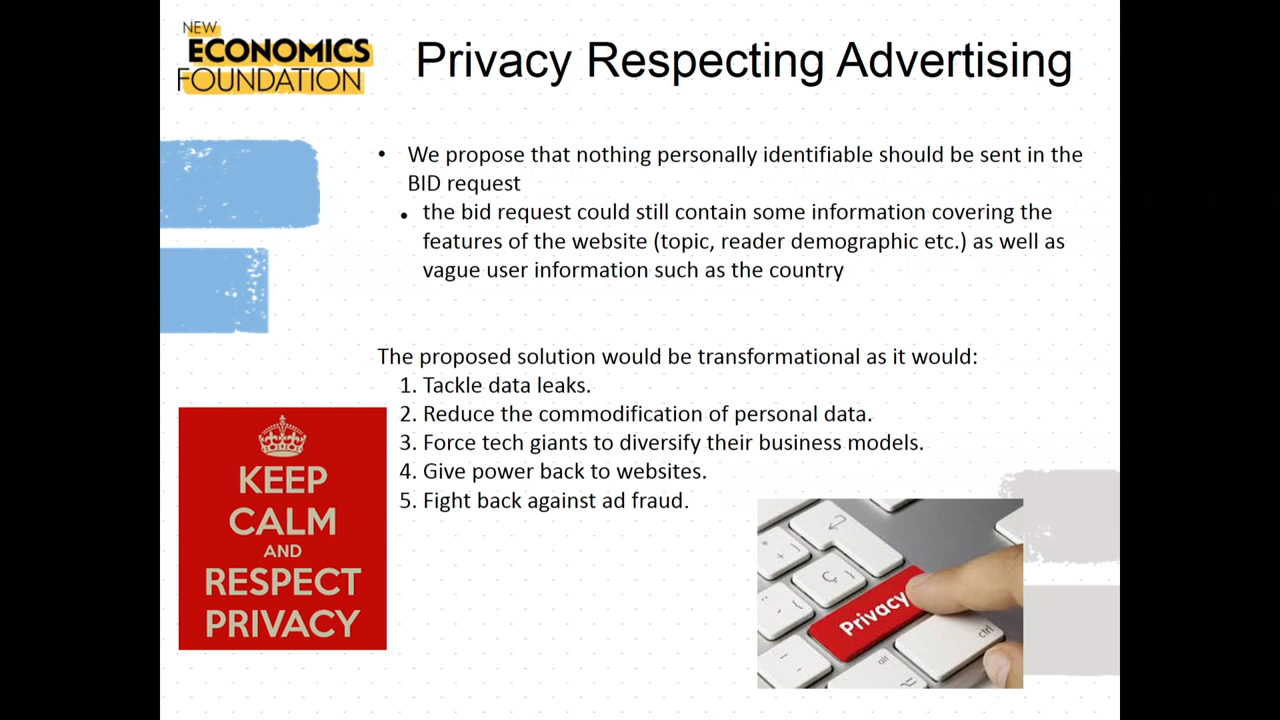 NEW
ECONOMICS
FOUNDATION
Privacy Respecting Advertising
• We propose that nothing personally identifiable should be sent in the
BID request
• the bid request could still contain some information covering the
features of the website (topic, reader demographic etc.) as well as
vague user information such as the country
The proposed solution would be transformational as it would:
1. Tackle data leaks.
2. Reduce the commodification of personal data.
3. Force tech giants to diversify their business models.
4. Give power back to websites.
5. Fight back against ad fraud.
KEEP
CALM
AND
RESPECT
PRIVACY
Privacy
ctrl
alt